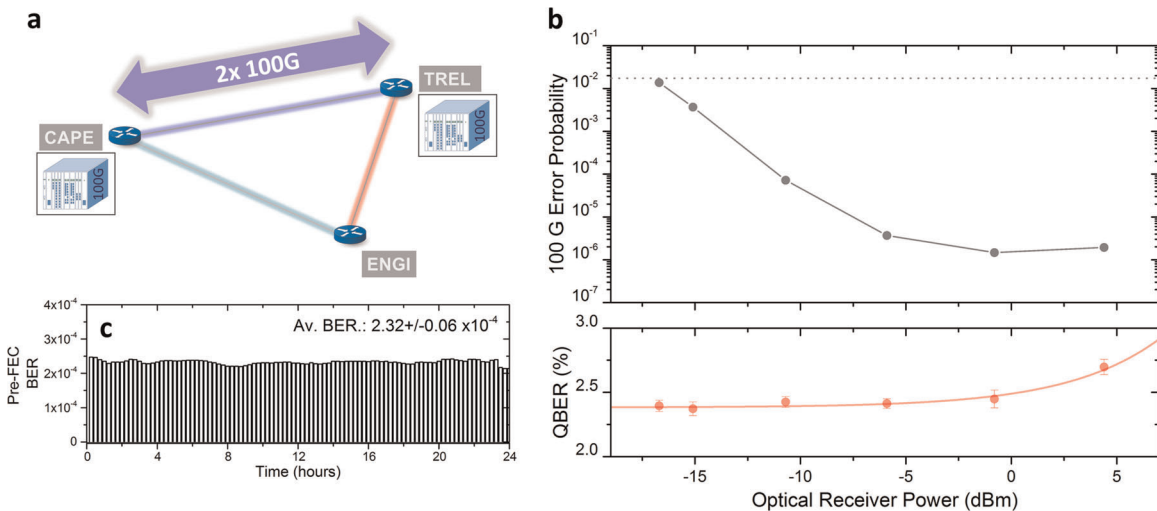 a
2x 100G
TREL
100G
CAPE
100G
ENGI
c
Av. BER.: 2.32+/-0.06 x10⁻⁴
4x10⁻⁴
3x10⁻⁴
2x10⁻⁴
1x10⁻⁴
0
Pre-FEC
BER
0 4 8 12 16 20 24
Time (hours)
b
10⁻¹
10⁻²
10⁻³
10⁻⁴
10⁻⁵
10⁻⁶
10⁻⁷
100 G Error Probability
3.0
2.5
2.0
QBER (%)
-15 -10 -5 0 5
Optical Receiver Power (dBm)